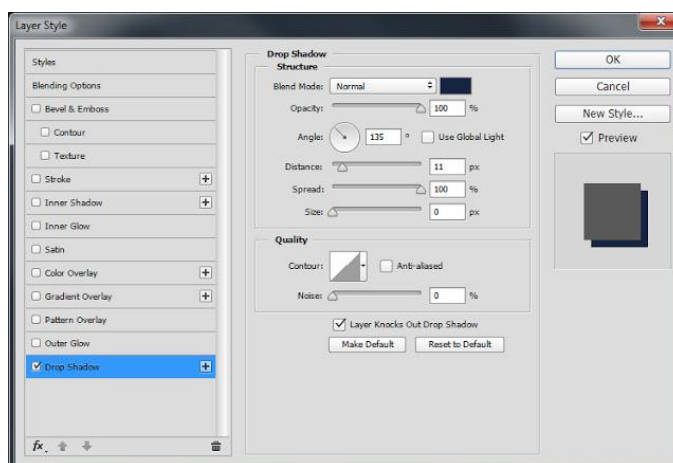 Layer Style
Styles
Blending Options
Bevel & Emboss
Contour
Texture
Stroke
Inner Shadow
Inner Glow
Satin
Color Overlay
Gradient Overlay
Pattern Overlay
Outer Glow
Drop Shadow
fx
Drop Shadow
Structure
Blend Mode: Normal
Opacity: 100 %
Angle: 135 ° Use Global Light
Distance: 11 px
Spread: 100 %
Size: 0 px
Quality
Contour: Anti-aliased
Noise: 0 %
Layer Knocks Out Drop Shadow
Make Default Reset to Default
OK
Cancel
New Style...
Preview